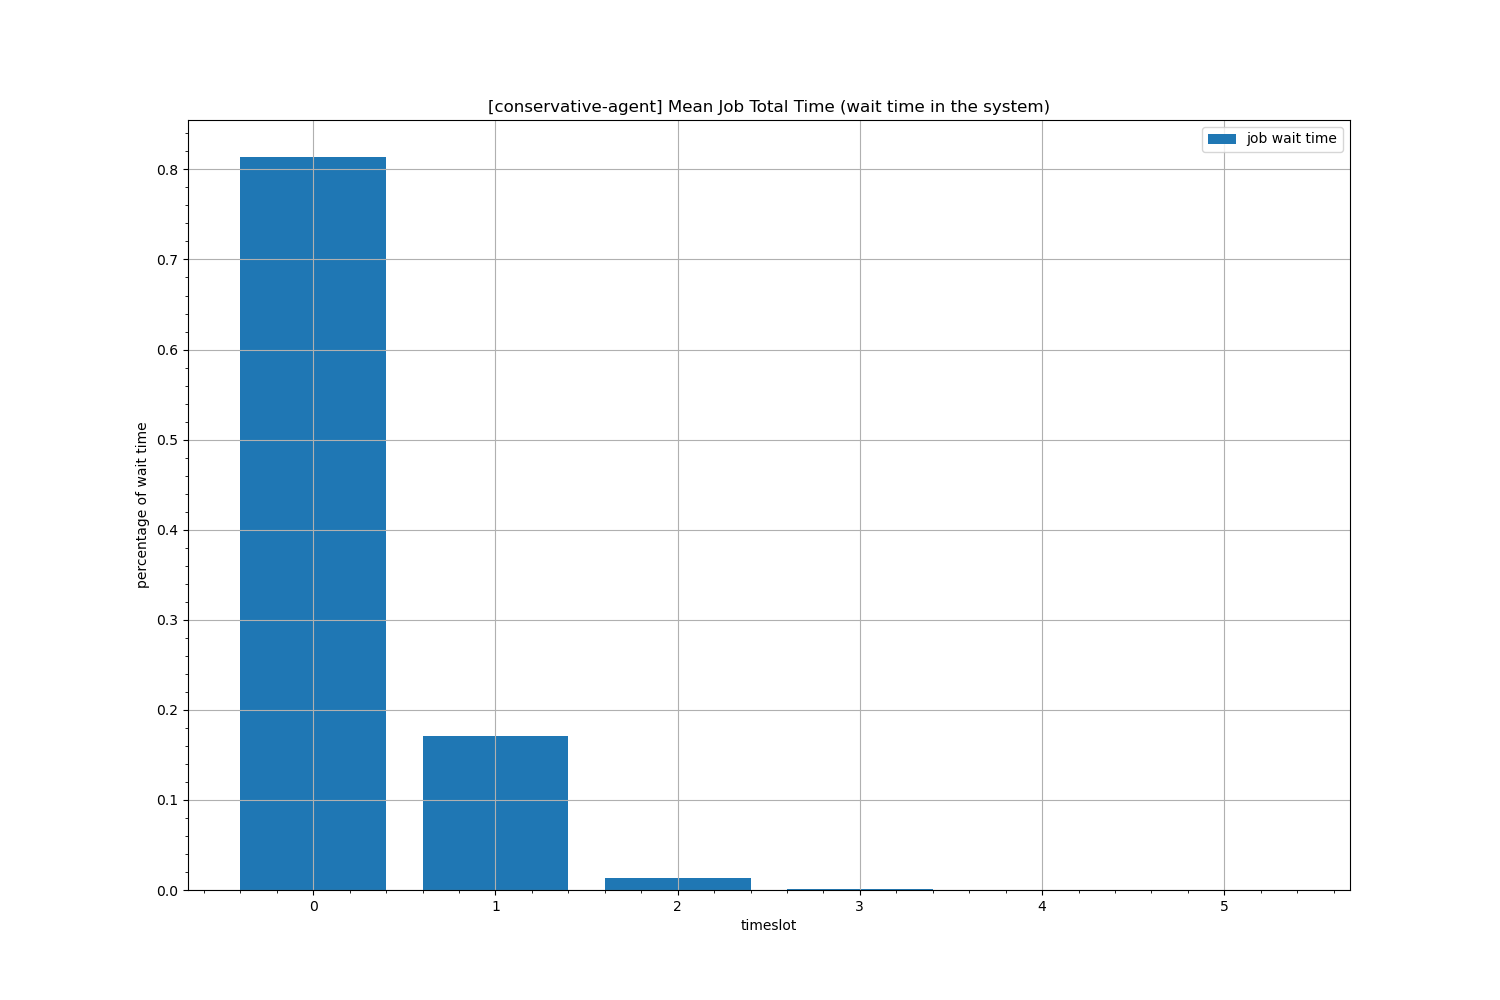 [conservative-agent] Mean Job Total Time (wait time in the system)
job wait time
0.8
0.7
0.6
0.5
0.4
0.3
0.2
0.1
0.0
percentage of wait time
0 1 2 3 4 5
timeslot